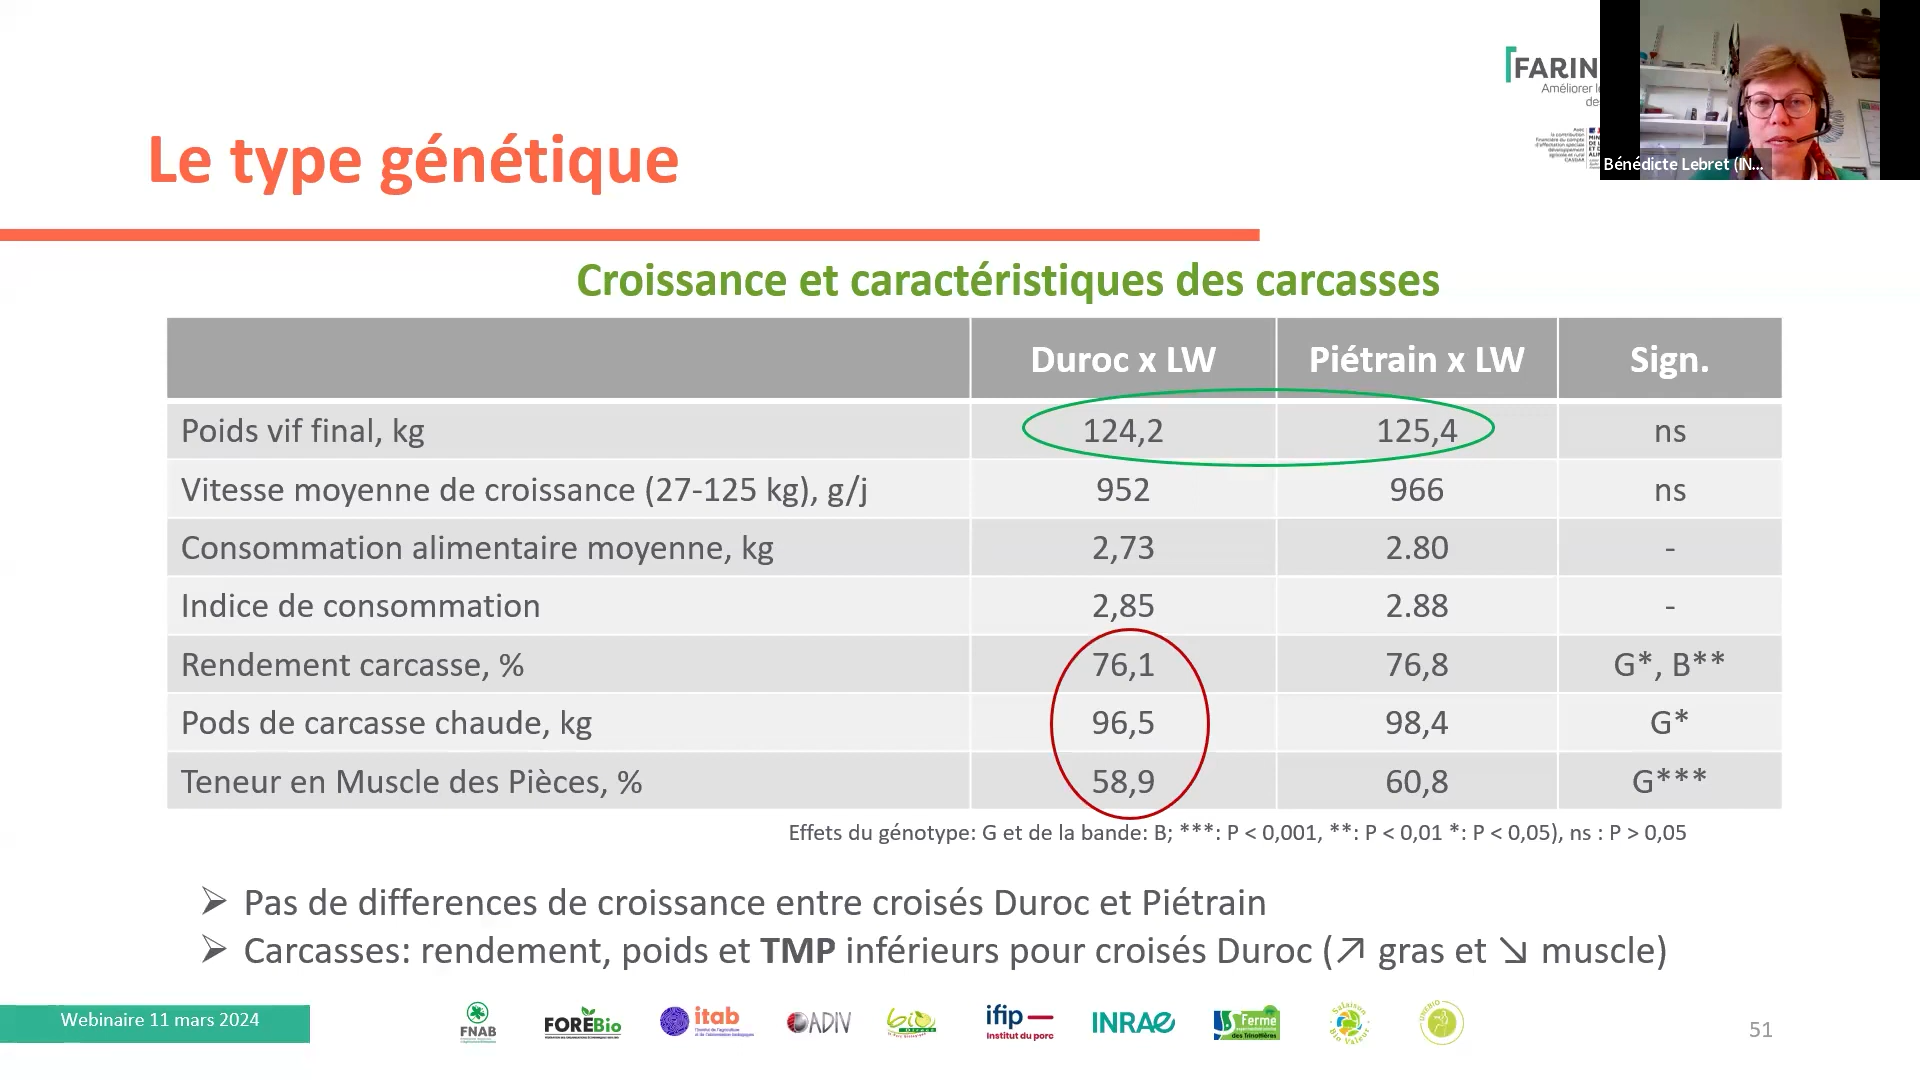 FARIN
Améliorer
Bénédicte Lebret (IN...
Le type génétique
Croissance et caractéristiques des carcasses
Duroc x LW Piétrain x LW Sign.
Poids vif final, kg 124,2 125,4 ns
Vitesse moyenne de croissance (27-125 kg), g/j 952 966 ns
Consommation alimentaire moyenne, kg 2,73 2.80 -
Indice de consommation 2,85 2.88 -
Rendement carcasse, % 76,1 76,8 G*, B**
Pods de carcasse chaude, kg 96,5 98,4 G*
Teneur en Muscle des Pièces, % 58,9 60,8 G***
Effets du génotype: G et de la bande: B; ***: P < 0,001, **: P < 0,01 *: P < 0,05), ns : P > 0,05
➢ Pas de differences de croissance entre croisés Duroc et Piétrain
➢ Carcasses: rendement, poids et TMP inférieurs pour croisés Duroc (↗ gras et ↘ muscle)
Webinaire 11 mars 2024
FNAB
FOREBio
itab
ADIV
bio
ifip
Institut du porc
INRAE
Ferme
des Trinottières
51